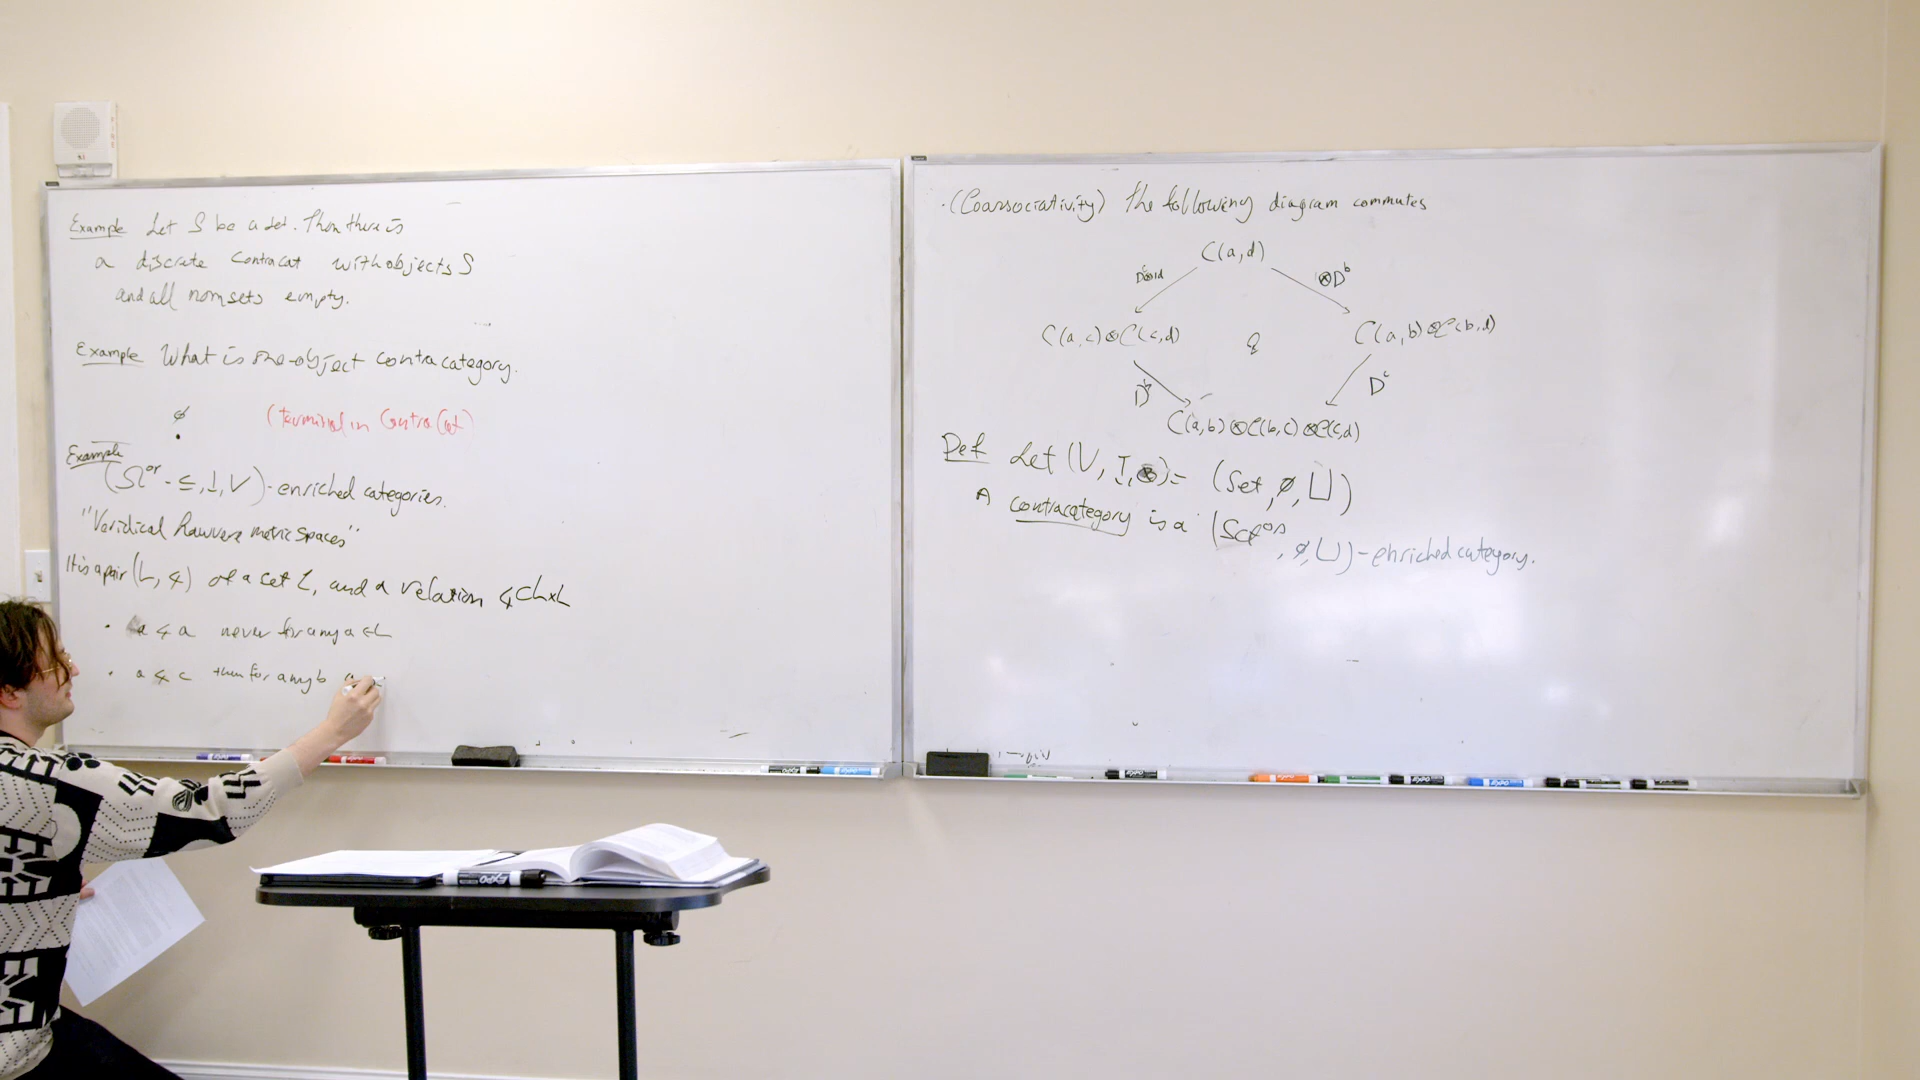 Example Let S be a set. Then there is
a discrete contracat with objects S
and all homsets empty.
Example What is one-object contracategory.
∅
•
(terminal in ContraCat)
Example
(Ω^op - ≤, ⊥, ∨) - enriched categories.
"Veridical Lawvere metric spaces"
It is a pair (L, ⋞) of a set L, and a relation ⋞⊂L×L
• a ⋞ a never for any a ∈ L
• a ⋞ c then for any b a
• (Coassociativity) the following diagram commutes
C(a,d)
D^c⊗id ⊗D^b
C(a,c)⊗C(c,d) C(a,b)⊗C(b,d)
D^b D^c
C(a,b)⊗C(b,c)⊗C(c,d)
Def Let (V, I, ⊗) = (Set, ∅, ⊔)
A contracategory is a (Set^op, ∅, ⊔) - enriched category.
EXPO